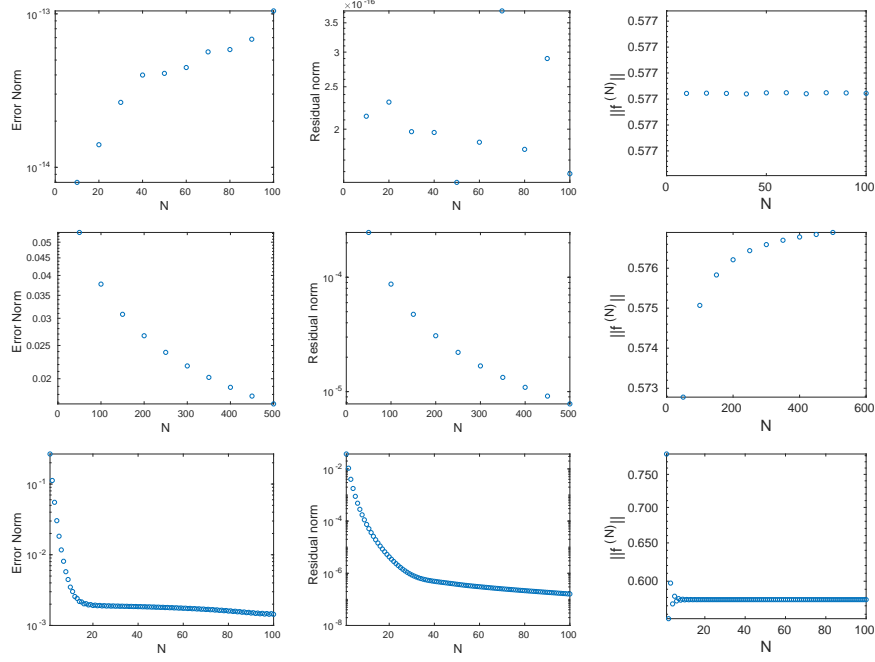 10^-13
10^-14
0 20 40 60 80 100
N
Error Norm
×10^-16
3.5
3
2
0 20 40 60 80 100
N
Residual norm
0.577
0.577
0.577
0.577
0.577
0.577
50 100
N
||f^(N)||
0.05
0.045
0.04
0.035
0.03
0.025
0.02
0 100 200 300 400 500
N
Error Norm
10^-4
10^-5
0 100 200 300 400 500
N
Residual norm
0.576
0.575
0.574
0.573
200 400 600
N
||f^(N)||
10^-1
10^-2
10^-3
20 40 60 80 100
N
Error Norm
10^-2
10^-4
10^-6
10^-8
20 40 60 80 100
N
Residual norm
0.750
0.700
0.650
0.600
20 40 60 80 100
N
||f^(N)||